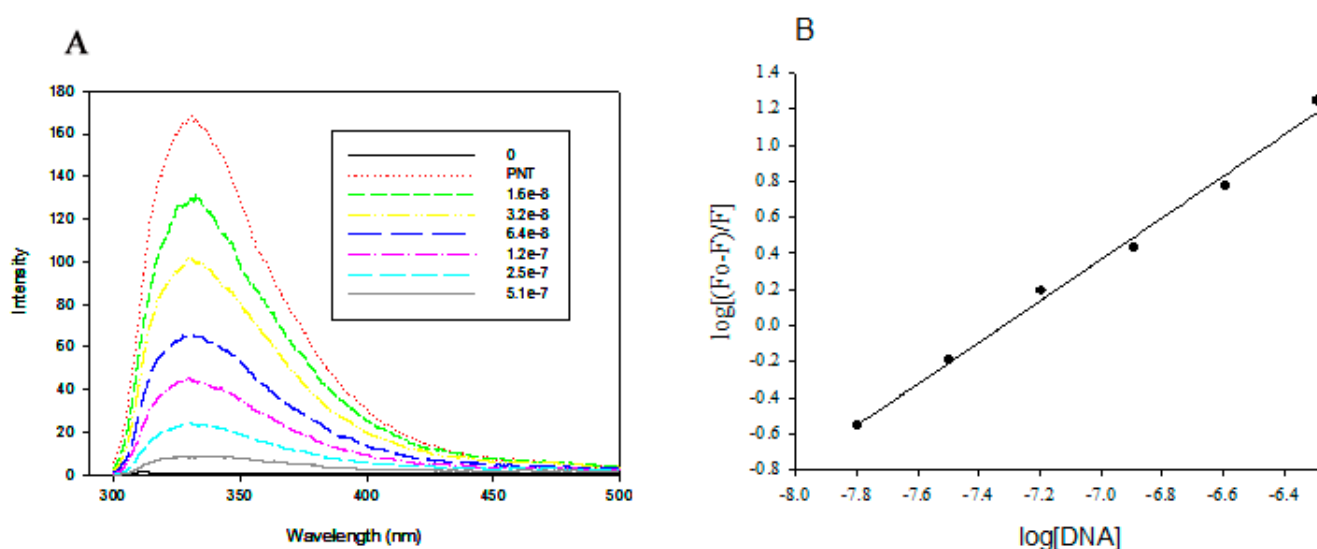 A
180
160
140
120
100
80
60
40
20
0
Intensity
300
350
400
450
500
Wavelength (nm)
0
PNT
1.6e-8
3.2e-8
6.4e-8
1.2e-7
2.5e-7
5.1e-7
B
1.4
1.2
1.0
0.8
0.6
0.4
0.2
0.0
-0.2
-0.4
-0.6
-0.8
log[(Fo-F)/F]
-8.0
-7.8
-7.6
-7.4
-7.2
-7.0
-6.8
-6.6
-6.4
log[DNA]